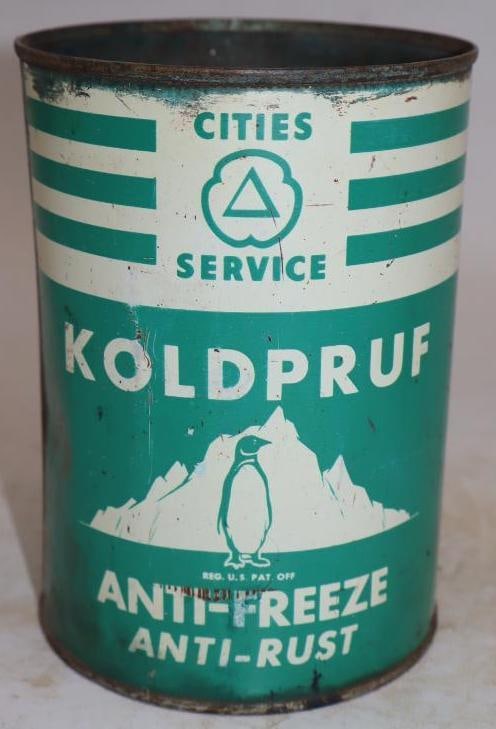 CITIES
SERVICE
KOLDPRUF
REG. U.S. PAT. OFF
ANTI-FREEZE
ANTI-RUST